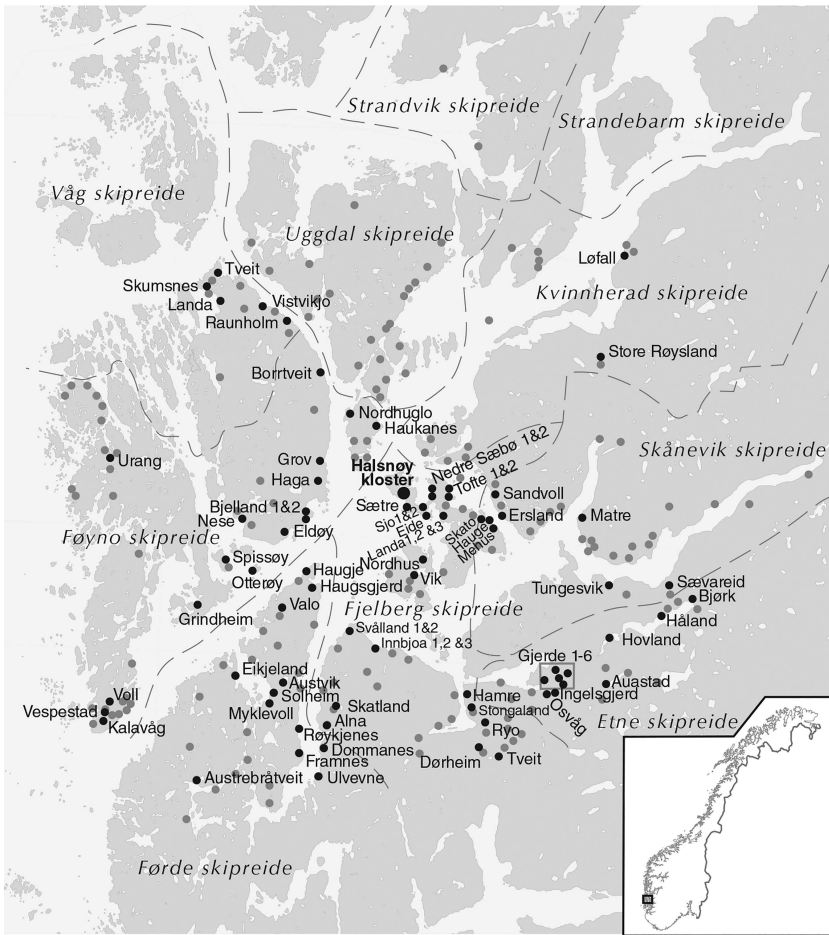 Strandvik skipreide
Strandebarm skipreide
Våg skipreide
Uggdal skipreide
Løfall
Tveit
Skumsnes
Landa
Vistvikjo
Raunholm
Kvinnherad skipreide
Store Røysland
Borrtveit
Nordhuglo
Haukanes
Urang
Grov
Haga
Halsnøy
kloster
Nedre Sæbø 1&2
Tofte 1&2
Skånevik skipreide
Sætre
Sandvoll
Ersland
Matre
Bjelland 1&2
Nese
Eldøy
Sjo1&2
Eide
Landa1,2 &3
Skato
Hauge
Mehus
Føyno skipreide
Spissøy
Otterøy
Haugje
Haugsgjerd
Nordhus
Vik
Tungesvik
Sævareid
Bjørk
Håland
Grindheim
Valo
Fjelberg skipreide
Svålland 1&2
Innbjoa 1,2 &3
Hovland
Gjerde 1-6
Eikjeland
Austvik
Solheim
Myklevoll
Voll
Vespestad
Kalavåg
Skatland
Alna
Røykjenes
Dommanes
Framnes
Ulvevne
Austrebråtveit
Hamre
Stongaland
Ryo
Dørheim
Tveit
Ingelsgjerd
Osvåg
Auastad
Etne skipreide
Førde skipreide